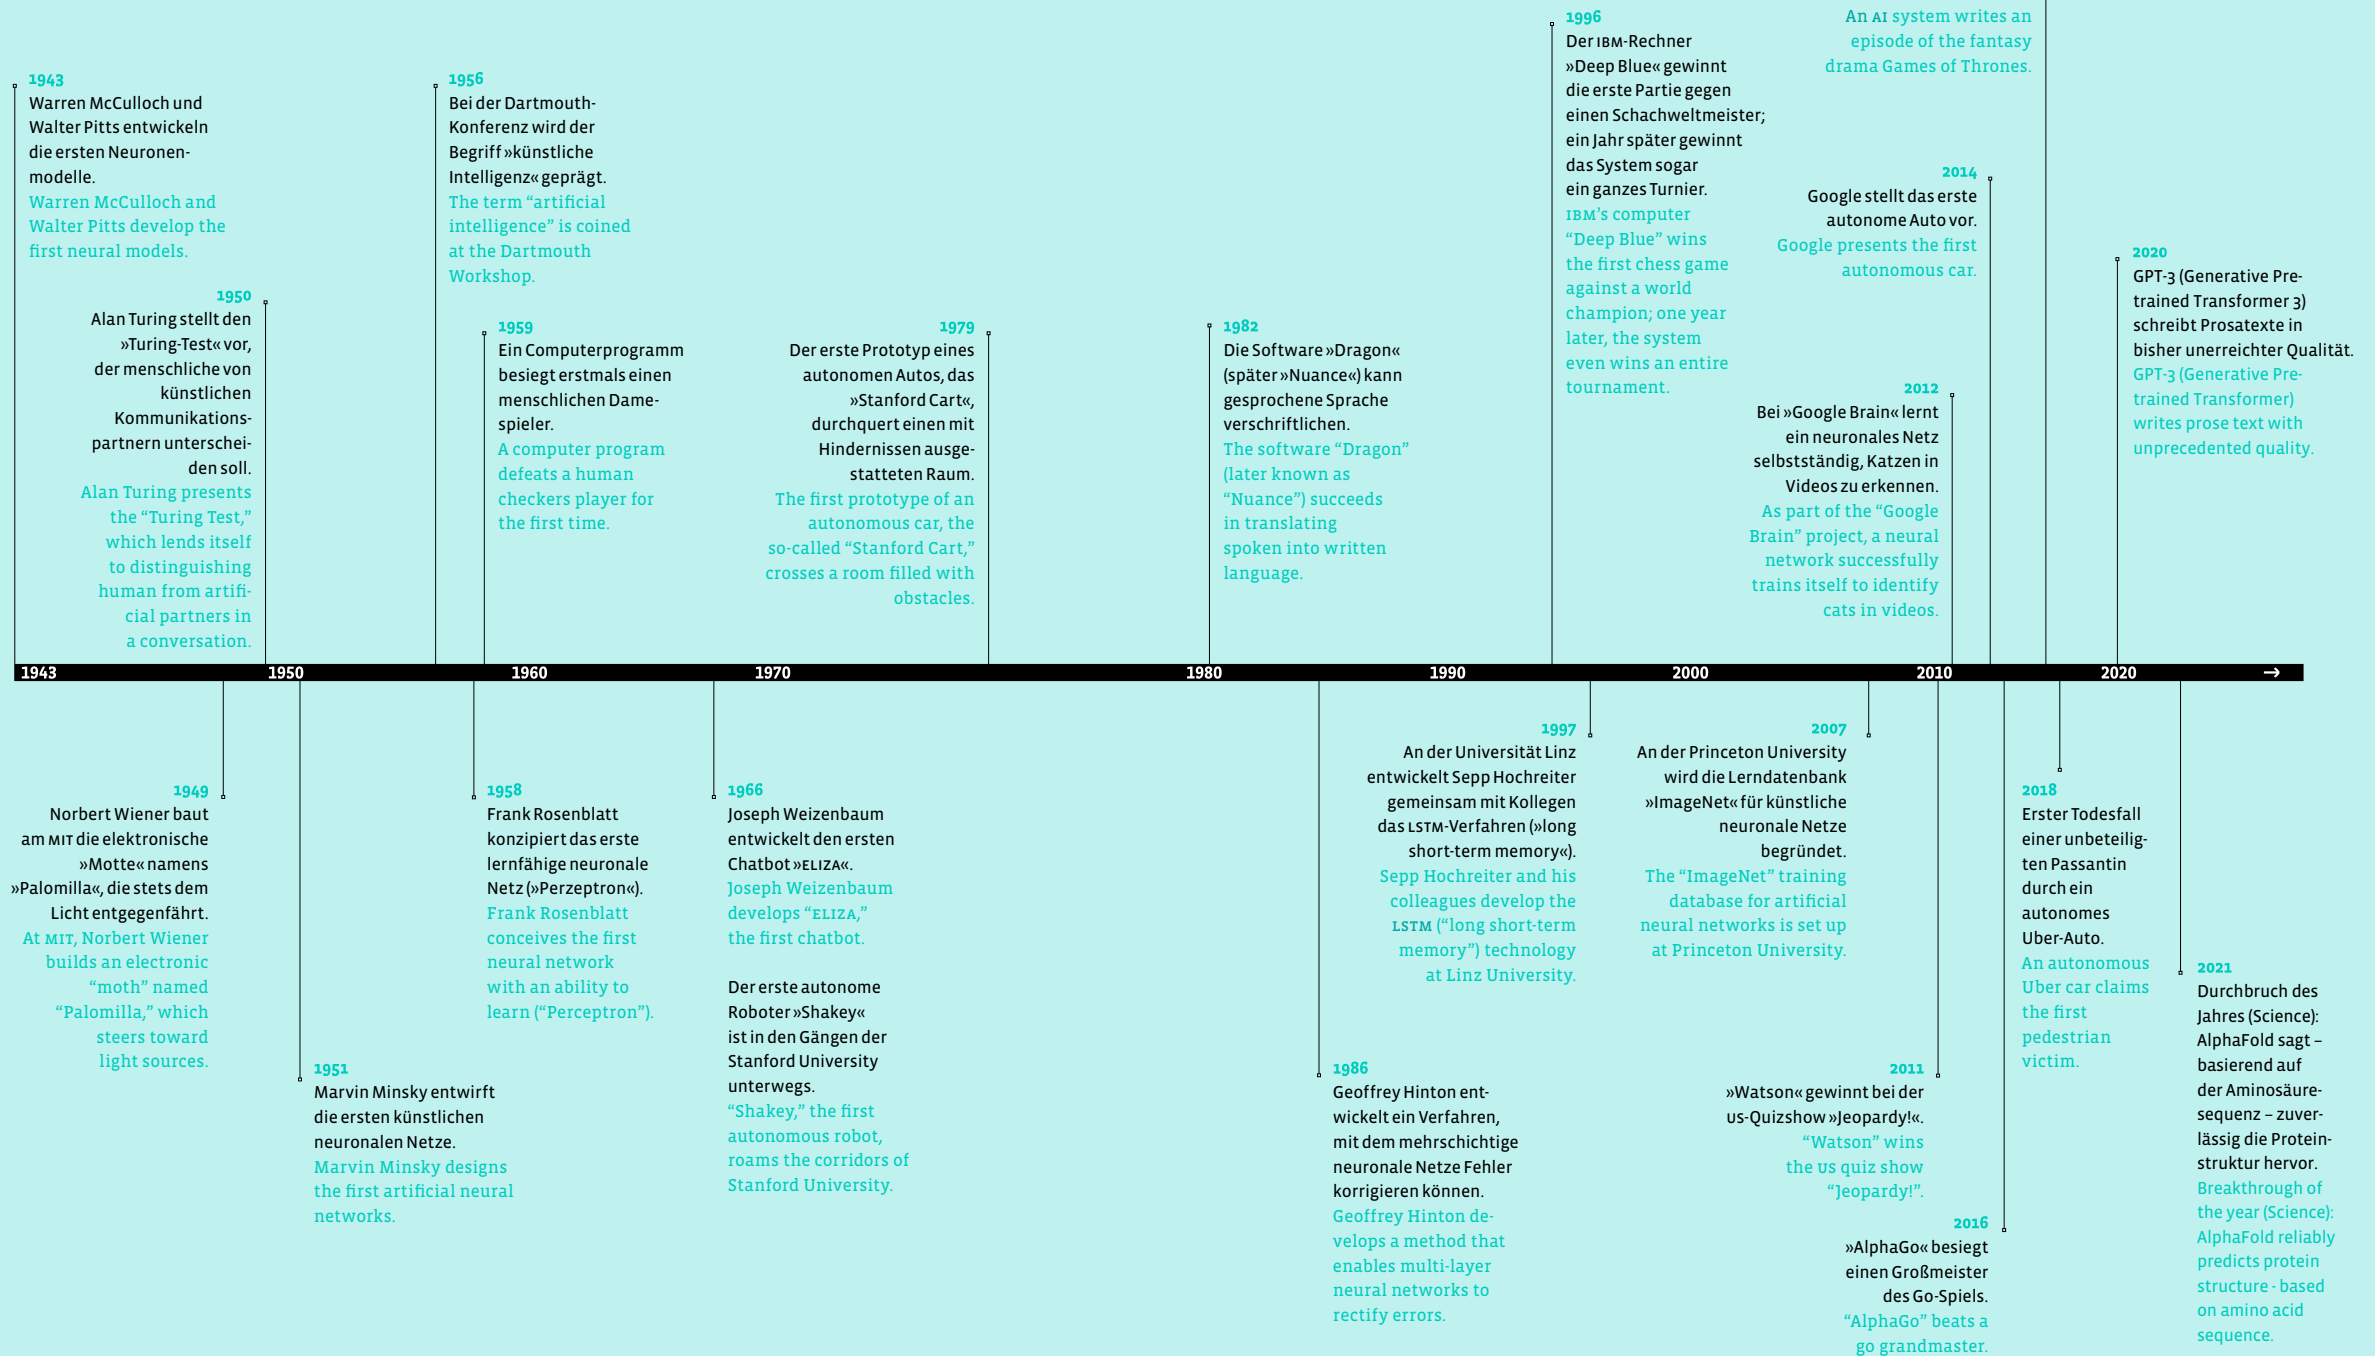 1943
Warren McCulloch und
Walter Pitts entwickeln
die ersten Neuronen-
modelle.
Warren McCulloch and
Walter Pitts develop the
first neural models.
1950
Alan Turing stellt den
»Turing-Test« vor,
der menschliche von
künstlichen
Kommunikations-
partnern unterschei-
den soll.
Alan Turing presents
the “Turing Test,”
which lends itself
to distinguishing
human from artifi-
cial partners in
a conversation.
1956
Bei der Dartmouth-
Konferenz wird der
Begriff »künstliche
Intelligenz« geprägt.
The term “artificial
intelligence” is coined
at the Dartmouth
Workshop.
1959
Ein Computerprogramm
besiegt erstmals einen
menschlichen Dame-
spieler.
A computer program
defeats a human
checkers player for
the first time.
1979
Der erste Prototyp eines
autonomen Autos, das
»Stanford Cart«,
durchquert einen mit
Hindernissen ausge-
statteten Raum.
The first prototype of an
autonomous car, the
so-called “Stanford Cart,”
crosses a room filled with
obstacles.
1982
Die Software »Dragon«
(später »Nuance«) kann
gesprochene Sprache
verschriftlichen.
The software “Dragon”
(later known as
“Nuance”) succeeds
in translating
spoken into written
language.
1996
Der IBM-Rechner
»Deep Blue« gewinnt
die erste Partie gegen
einen Schachweltmeister;
ein Jahr später gewinnt
das System sogar
ein ganzes Turnier.
IBM’s computer
“Deep Blue” wins
the first chess game
against a world
champion; one year
later, the system
even wins an entire
tournament.
An AI system writes an
episode of the fantasy
drama Games of Thrones.
2014
Google stellt das erste
autonome Auto vor.
Google presents the first
autonomous car.
2012
Bei »Google Brain« lernt
ein neuronales Netz
selbstständig, Katzen in
Videos zu erkennen.
As part of the “Google
Brain” project, a neural
network successfully
trains itself to identify
cats in videos.
2020
GPT-3 (Generative Pre-
trained Transformer 3)
schreibt Prosatexte in
bisher unerreichter Qualität.
GPT-3 (Generative Pre-
trained Transformer)
writes prose text with
unprecedented quality.
1943 1950 1960 1970 1980 1990 2000 2010 2020 →
1949
Norbert Wiener baut
am MIT die elektronische
»Motte« namens
»Palomilla«, die stets dem
Licht entgegenfährt.
At MIT, Norbert Wiener
builds an electronic
“moth” named
“Palomilla,” which
steers toward
light sources.
1951
Marvin Minsky entwirft
die ersten künstlichen
neuronalen Netze.
Marvin Minsky designs
the first artificial neural
networks.
1958
Frank Rosenblatt
konzipiert das erste
lernfähige neuronale
Netz (»Perzeptron«).
Frank Rosenblatt
conceives the first
neural network
with an ability to
learn (“Perceptron”).
1966
Joseph Weizenbaum
entwickelt den ersten
Chatbot »ELIZA«.
Joseph Weizenbaum
develops “ELIZA,”
the first chatbot.
Der erste autonome
Roboter »Shakey«
ist in den Gängen der
Stanford University
unterwegs.
“Shakey,” the first
autonomous robot,
roams the corridors of
Stanford University.
1986
Geoffrey Hinton ent-
wickelt ein Verfahren,
mit dem mehrschichtige
neuronale Netze Fehler
korrigieren können.
Geoffrey Hinton de-
velops a method that
enables multi-layer
neural networks to
rectify errors.
1997
An der Universität Linz
entwickelt Sepp Hochreiter
gemeinsam mit Kollegen
das LSTM-Verfahren (»long
short-term memory«).
Sepp Hochreiter and his
colleagues develop the
LSTM (“long short-term
memory”) technology
at Linz University.
2007
An der Princeton University
wird die Lerndatenbank
»ImageNet« für künstliche
neuronale Netze
begründet.
The “ImageNet” training
database for artificial
neural networks is set up
at Princeton University.
2011
»Watson« gewinnt bei der
US-Quizshow »Jeopardy!«.
“Watson” wins
the US quiz show
“Jeopardy!”.
2016
»AlphaGo« besiegt
einen Großmeister
des Go-Spiels.
“AlphaGo” beats a
go grandmaster.
2018
Erster Todesfall
einer unbeteilig-
ten Passantin
durch ein
autonomes
Uber-Auto.
An autonomous
Uber car claims
the first
pedestrian
victim.
2021
Durchbruch des
Jahres (Science):
AlphaFold sagt –
basierend auf
der Aminosäure-
sequenz – zuver-
lässig die Protein-
struktur hervor.
Breakthrough of
the year (Science):
AlphaFold reliably
predicts protein
structure - based
on amino acid
sequence.